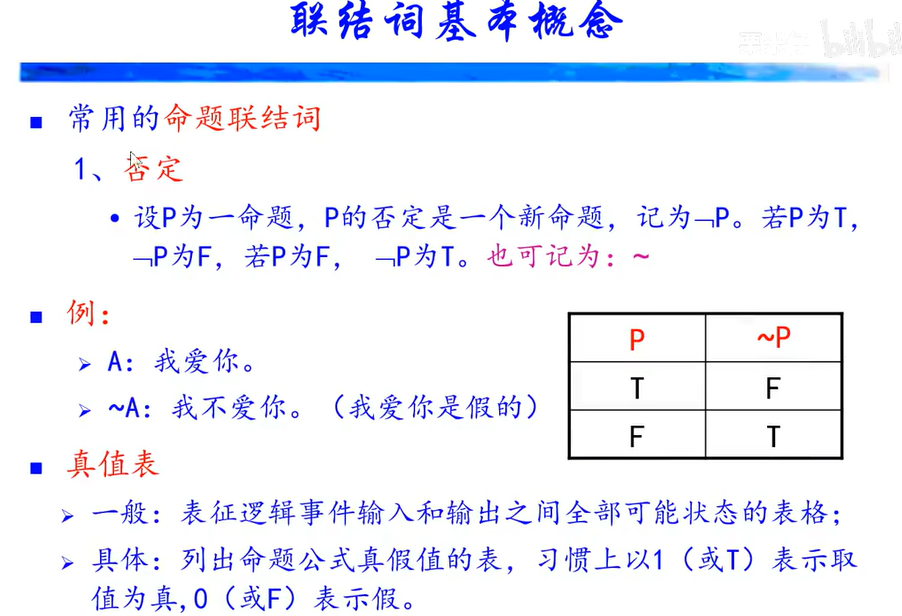 联结词基本概念
bilibili
■ 常用的命题联结词
1、否定
• 设P为一命题，P的否定是一个新命题，记为¬P。若P为T，
¬P为F，若P为F， ¬P为T。也可记为：~
■ 例：
➢ A：我爱你。
➢ ~A：我不爱你。（我爱你是假的）
P ~P
T F
F T
■ 真值表
➢ 一般：表征逻辑事件输入和输出之间全部可能状态的表格；
➢ 具体：列出命题公式真假值的表，习惯上以1（或T）表示取
值为真,0（或F）表示假。